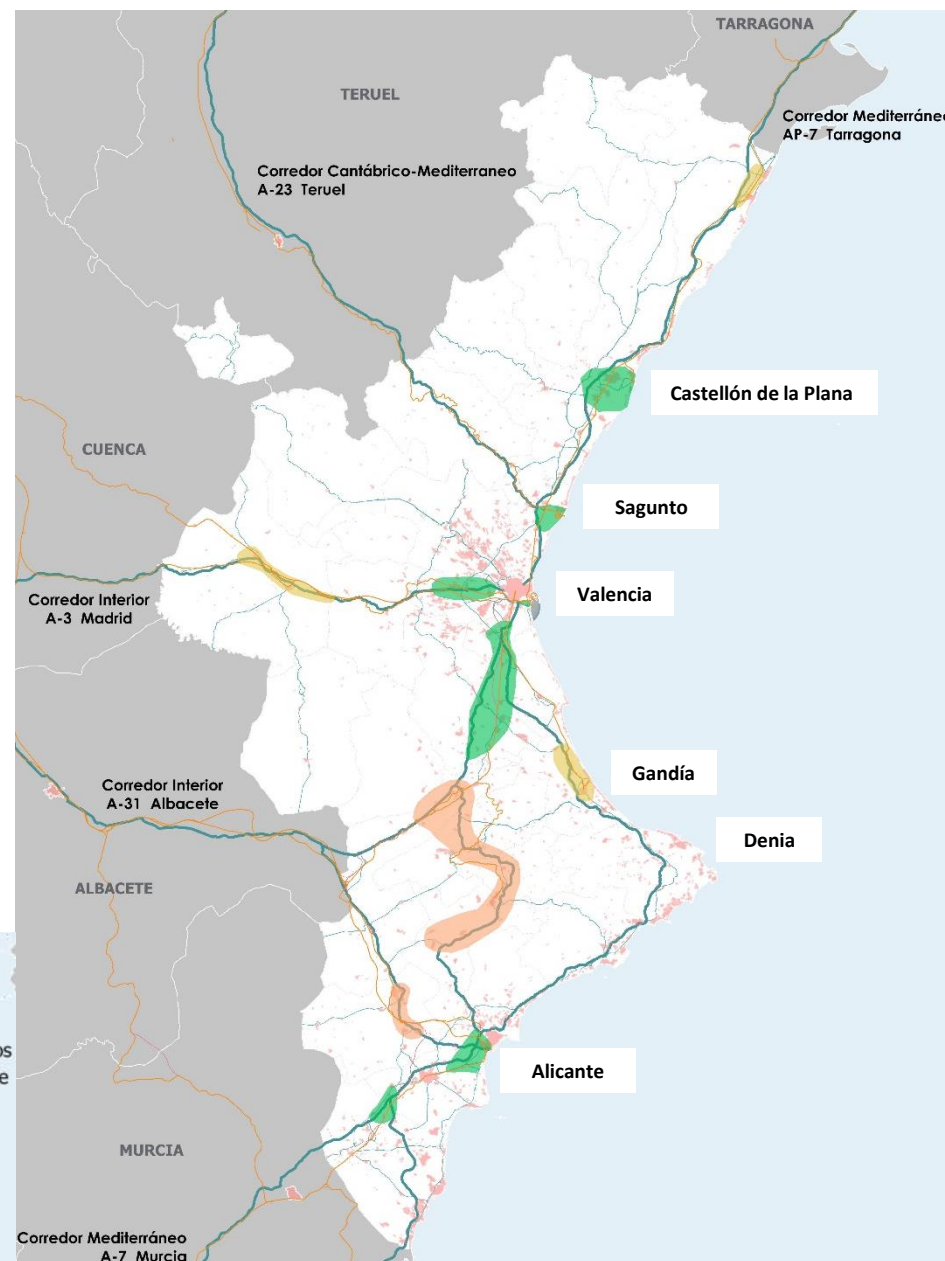 TARRAGONA
TERUEL
Corredor Mediterráneo
AP-7 Tarragona
Corredor Cantábrico-Mediterraneo
A-23 Teruel
Castellón de la Plana
CUENCA
Sagunto
Corredor Interior
A-3 Madrid
Valencia
Gandía
Corredor Interior
A-31 Albacete
Denia
ALBACETE
os
e
Alicante
MURCIA
Corredor Mediterráneo
A-7 Murcia